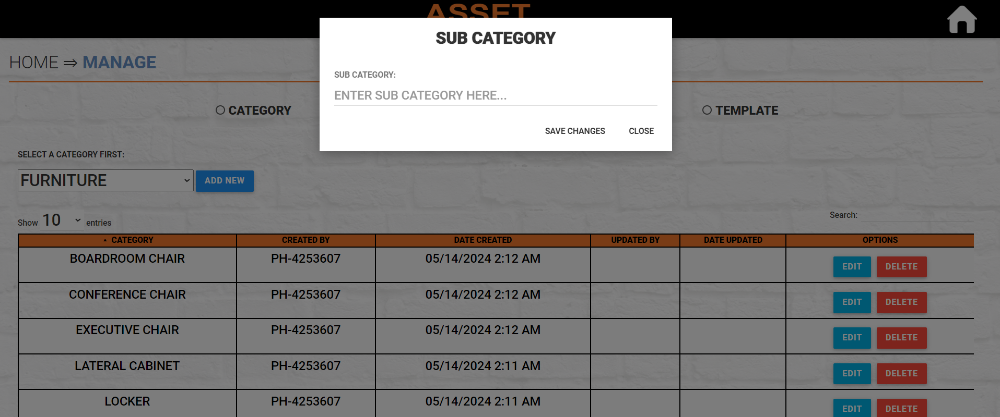 ASSET
SUB CATEGORY
SUB CATEGORY:
ENTER SUB CATEGORY HERE...
SAVE CHANGES CLOSE
HOME ⇒ MANAGE
CATEGORY TEMPLATE
SELECT A CATEGORY FIRST:
FURNITURE ADD NEW
Show 10 entries Search:
CATEGORY CREATED BY DATE CREATED UPDATED BY DATE UPDATED OPTIONS
BOARDROOM CHAIR PH-4253607 05/14/2024 2:12 AM EDIT DELETE
CONFERENCE CHAIR PH-4253607 05/14/2024 2:12 AM EDIT DELETE
EXECUTIVE CHAIR PH-4253607 05/14/2024 2:12 AM EDIT DELETE
LATERAL CABINET PH-4253607 05/14/2024 2:11 AM EDIT DELETE
LOCKER PH-4253607 05/14/2024 2:11 AM EDIT DELETE